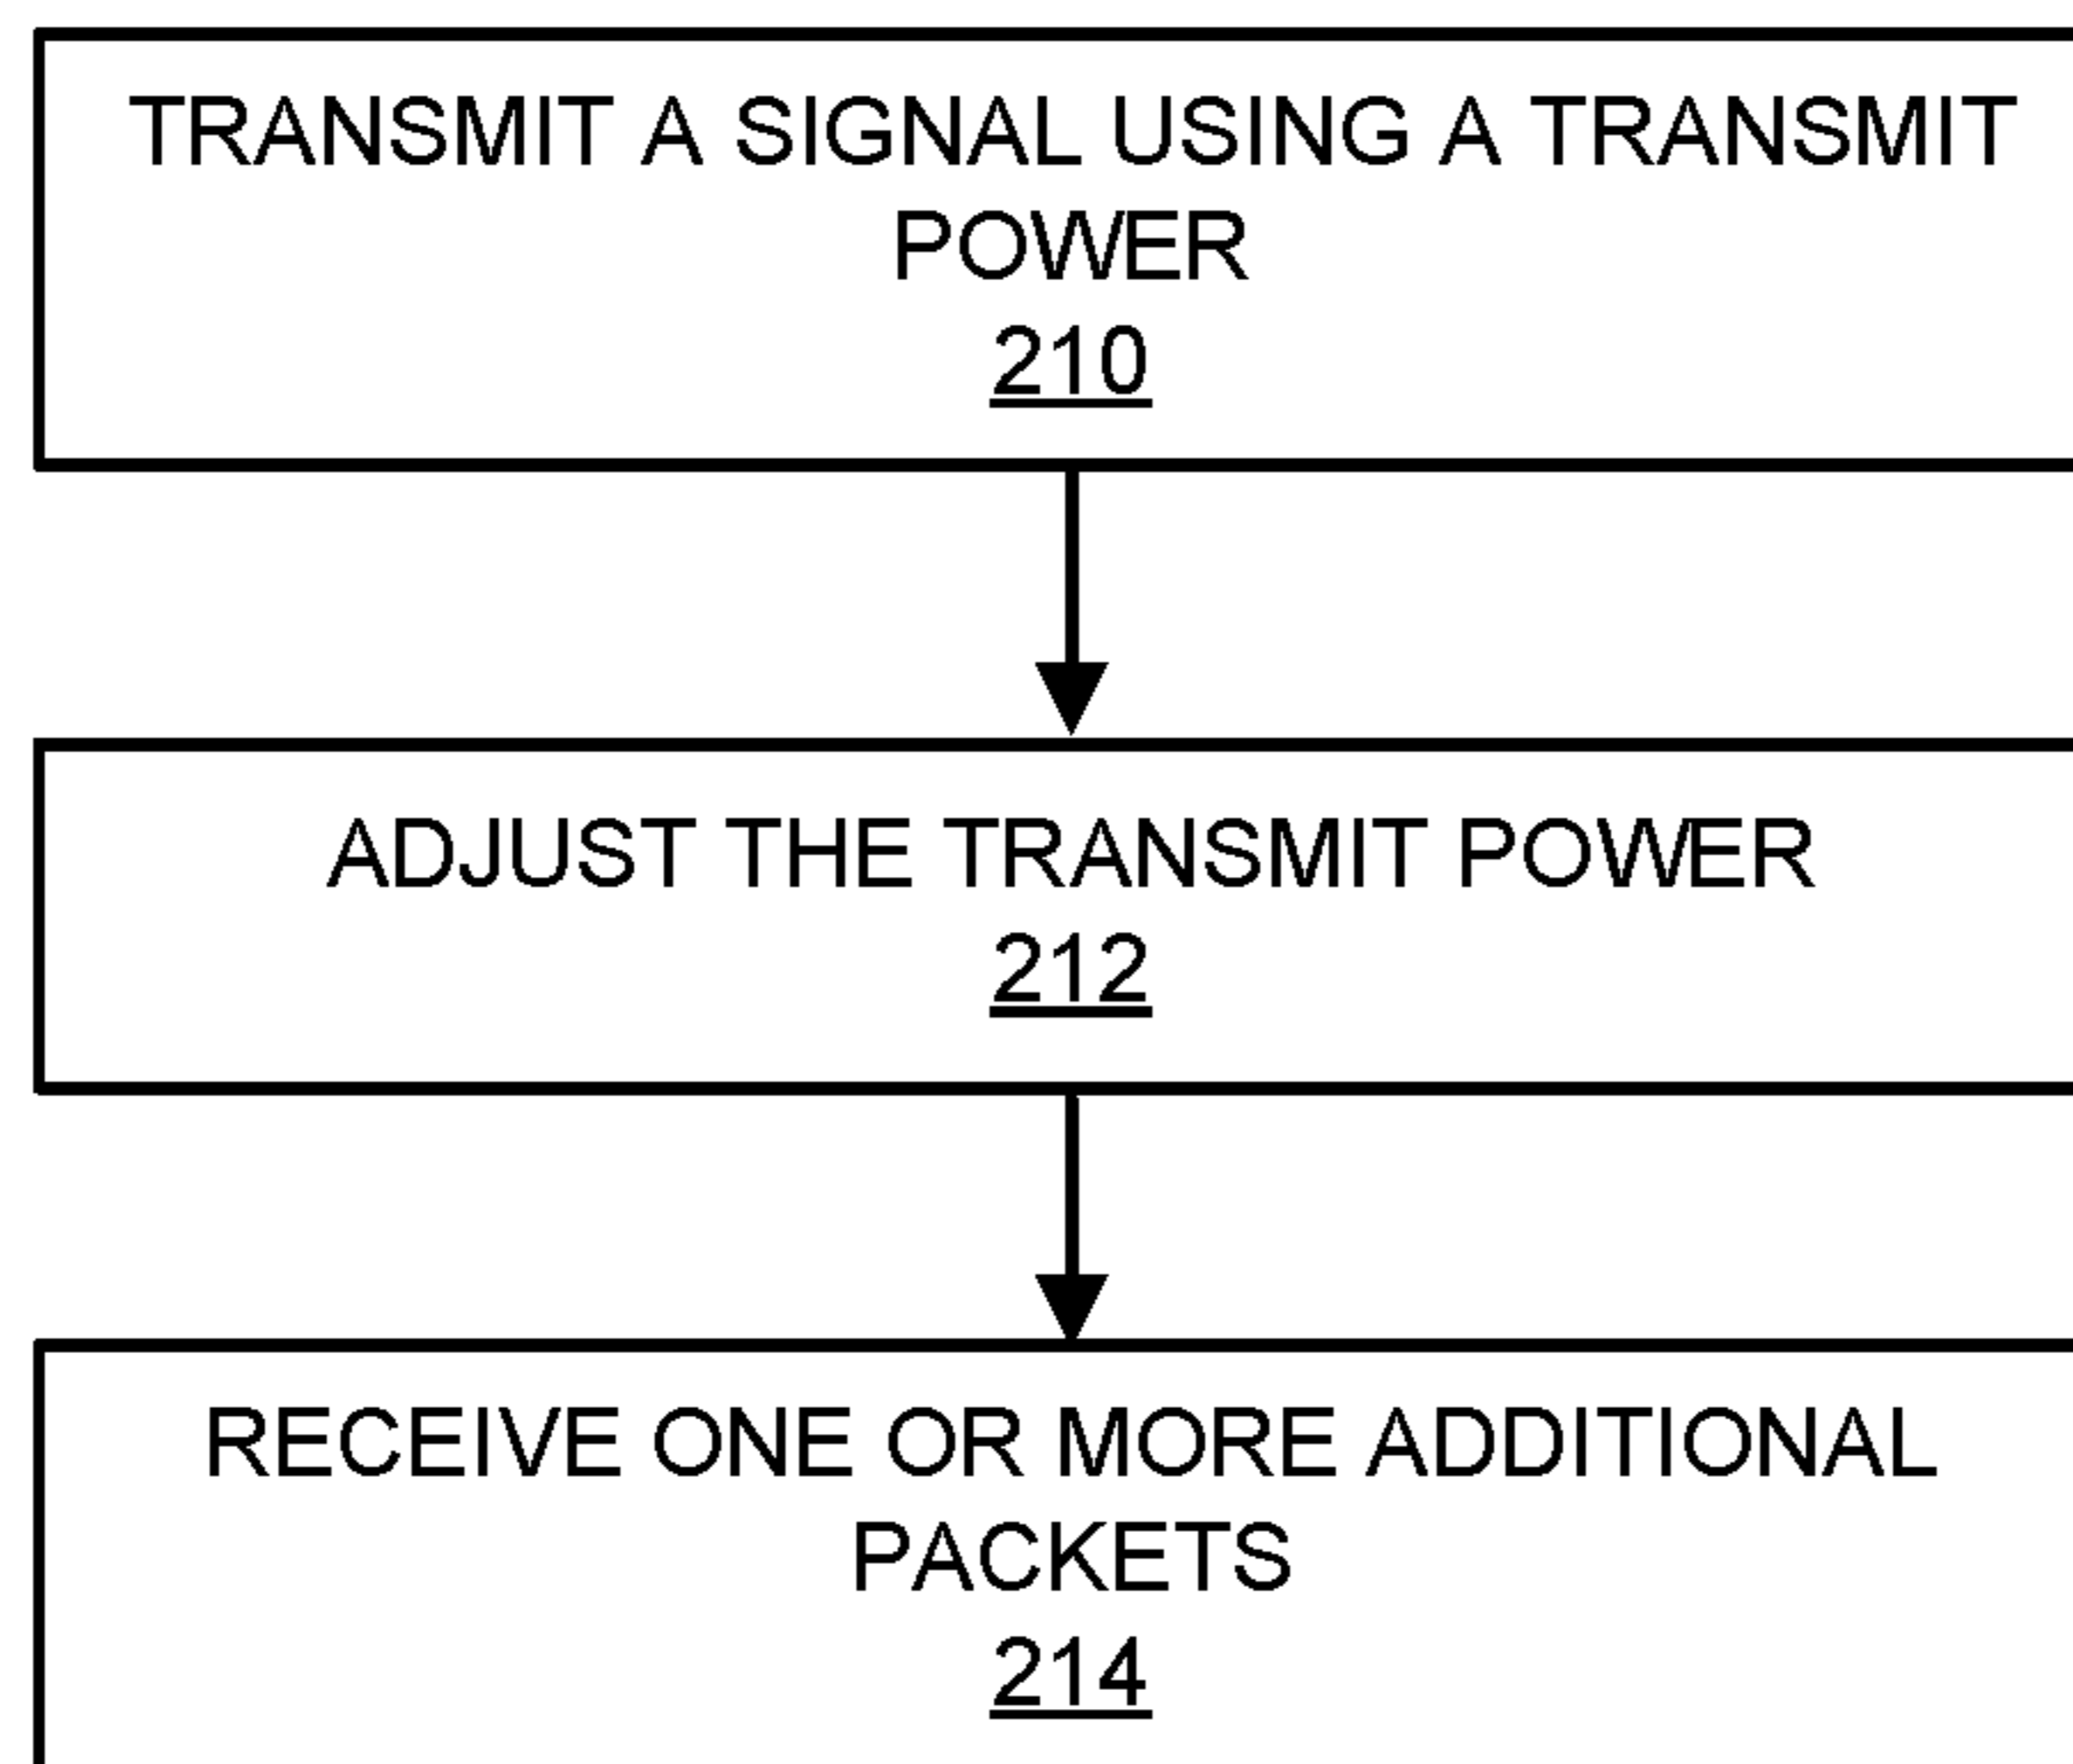 TRANSMIT A SIGNAL USING A TRANSMIT
POWER
210
ADJUST THE TRANSMIT POWER
212
RECEIVE ONE OR MORE ADDITIONAL
PACKETS
214